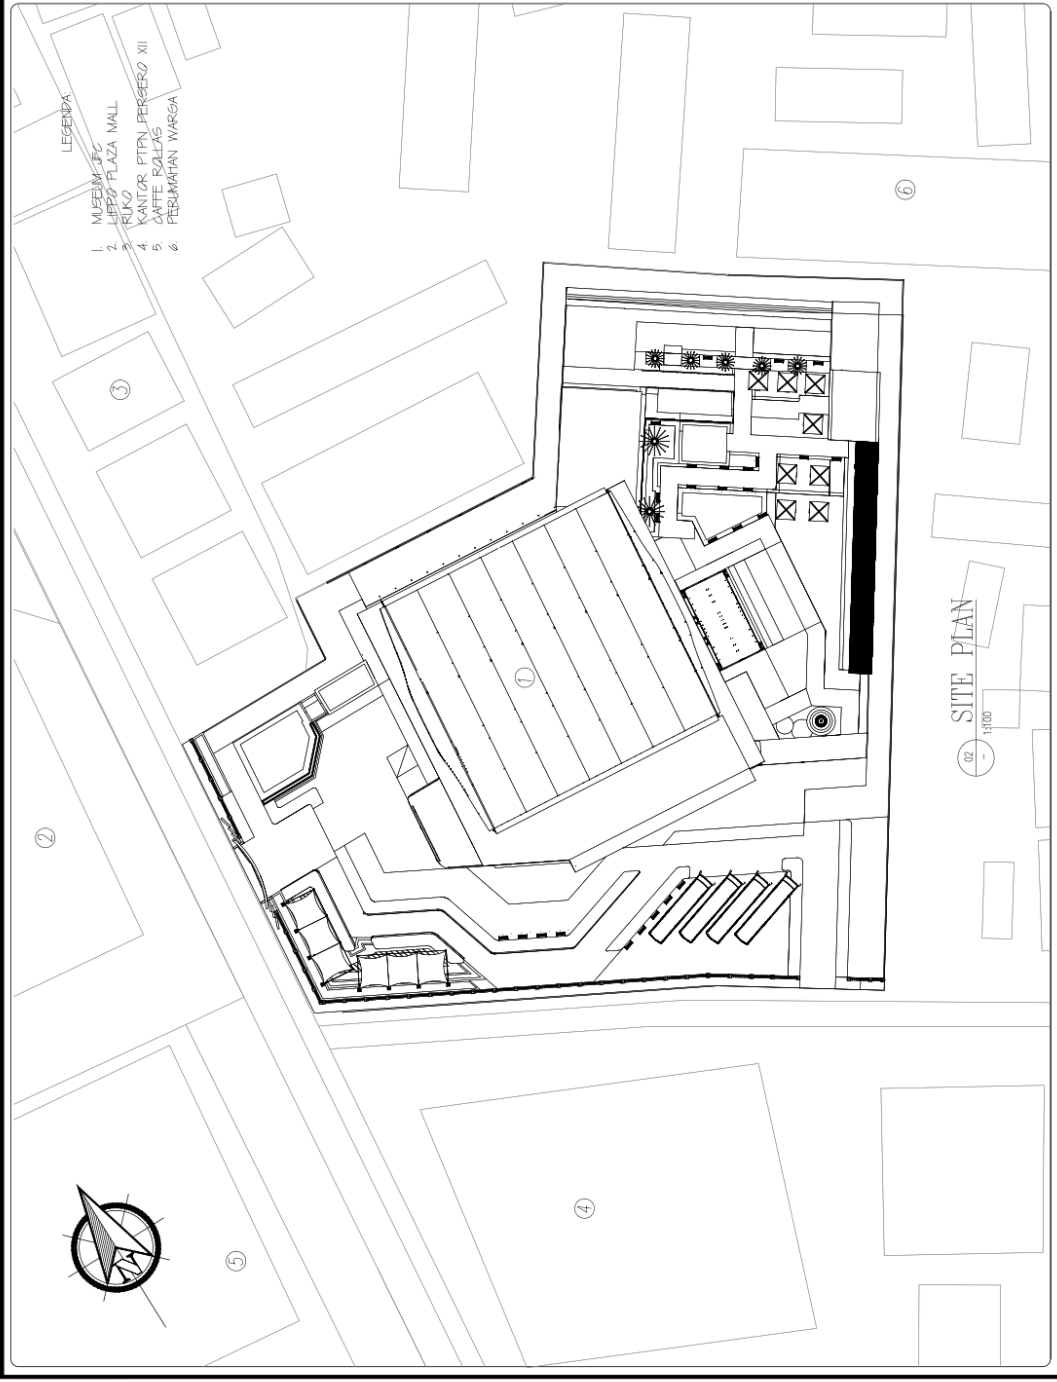 LEGENDA:
1. MUSEUM JFC
2. LIPPO PLAZA MALL
3. RUKO
4. KANTOR PTPN PERSERO XII
5. CAFFE ROLLAS
6. PERUMAHAN WARGA
1
2
3
4
5
6
N
02
-
SITE PLAN
1:100